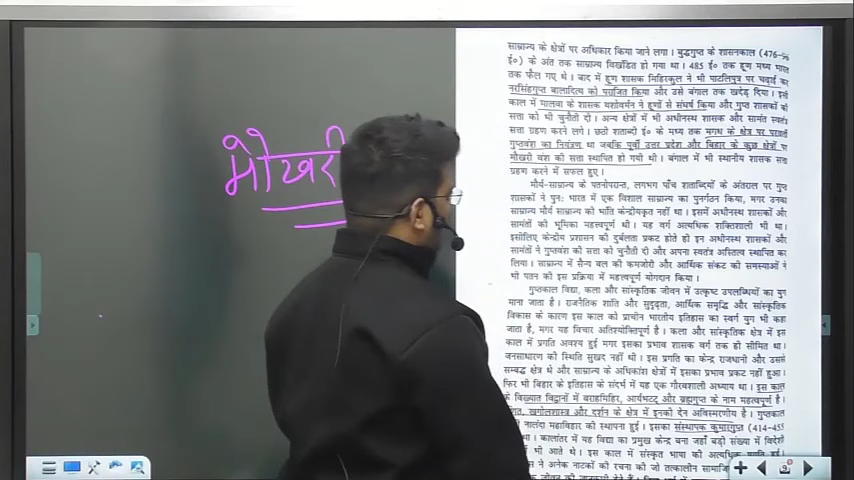 मौखरी
साम्राज्य के क्षेत्रों पर अधिकार किया जाने लगा। बुद्धगुप्त के शासनकाल (476-
ई०) के अंत तक साम्राज्य विखंडित हो गया था। 485 ई० तक हूण मध्य भारत
तक फैल गए थे। बाद में हूण शासक मिहिरकुल ने भी पाटलिपुत्र पर चढ़ाई कर
नरसिंहगुप्त बालादित्य को पराजित किया और उसे बंगाल तक खदेड़ दिया। इसी
काल में मालवा के शासक यशोवर्मन ने हूणों से संघर्ष किया और गुप्त शासकों की
सत्ता को भी चुनौती दी। अन्य क्षेत्रों में भी अधीनस्थ शासक और सामंत स्वतंत्र
सत्ता ग्रहण करने लगे। छठी शताब्दी ई० के मध्य तक मगध के क्षेत्र पर परवर्ती
गुप्तवंश का नियंत्रण था जबकि पूर्वी उत्तर प्रदेश और बिहार के कुछ क्षेत्रों पर
मौखरी वंश की सत्ता स्थापित हो गयी थी। बंगाल में भी स्थानीय शासक सत्ता
ग्रहण करने में सफल हुए।
मौर्य-साम्राज्य के पतनोपरान्त, लगभग पाँच शताब्दियों के अंतराल पर गुप्त
शासकों ने पुनः भारत में एक विशाल साम्राज्य का पुनर्गठन किया, मगर उनका
साम्राज्य मौर्य साम्राज्य की भांति केन्द्रीयकृत नहीं था। इसमें अधीनस्थ शासकों और
सामंतों की भूमिका महत्त्वपूर्ण थी। यह वर्ग अत्यधिक शक्तिशाली भी था।
इसीलिए केन्द्रीय प्रशासन की दुर्बलता प्रकट होते ही इन अधीनस्थ शासकों और
सामंतों ने गुप्तवंश की सत्ता को चुनौती दी और अपना स्वतंत्र अस्तित्व स्थापित कर
लिया। साम्राज्य में सैन्य बल की कमजोरी और आर्थिक संकट की समस्याओं ने
भी पतन की इस प्रक्रिया में महत्त्वपूर्ण योगदान किया।
गुप्तकाल विद्या, कला और सांस्कृतिक जीवन में उत्कृष्ट उपलब्धियों का युग
माना जाता है। राजनैतिक शांति और सुदृढ़ता, आर्थिक समृद्धि और सांस्कृतिक
विकास के कारण इस काल को प्राचीन भारतीय इतिहास का स्वर्ण युग भी कहा
जाता है, मगर यह विचार अतिश्योक्तिपूर्ण है। कला और सांस्कृतिक क्षेत्र में इस
काल में प्रगति अवश्य हुई मगर इसका प्रभाव शासक वर्ग तक ही सीमित था।
जनसाधारण की स्थिति सुखद नहीं थी। इस प्रगति का केन्द्र राजधानी और उससे
सम्बद्ध क्षेत्र थे और साम्राज्य के अधिकांश क्षेत्रों में इसका प्रभाव प्रकट नहीं हुआ।
फिर भी बिहार के इतिहास के संदर्भ में यह एक गौरवशाली अध्याय था। इस काल
के विख्यात विद्वानों में वराहमिहिर, आर्यभट्ट और ब्रह्मगुप्त के नाम महत्वपूर्ण है।
खगोलशास्त्र और दर्शन के क्षेत्र में इनकी देन अविस्मरणीय है। गुप्तकाल
नालंदा महाविहार की स्थापना हुई। इसका संस्थापक कुमारगुप्त (414-455
था। कालांतर में यह विद्या का प्रमुख केन्द्र बना जहाँ बड़ी संख्या में विदेशी
भी आते थे। इस काल में संस्कृत भाषा की अत्यधिक प्रगति हुई।
ने अनेक नाटकों की रचना की जो तत्कालीन